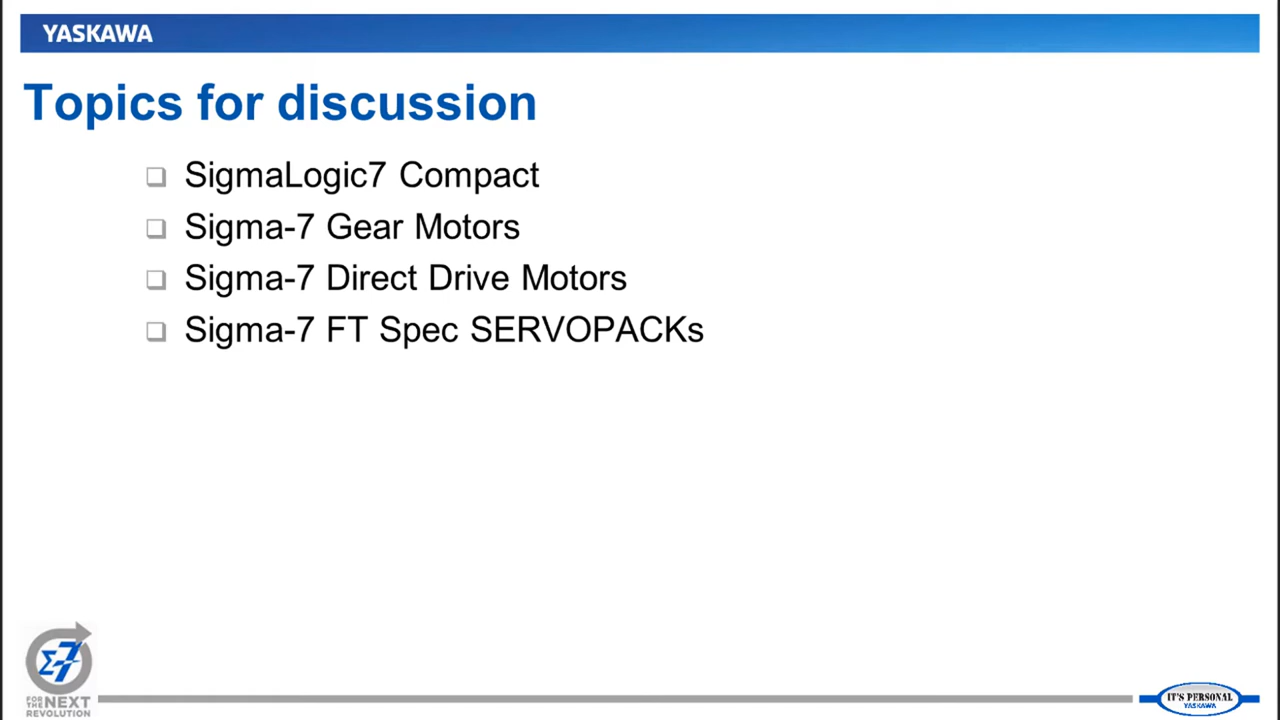 YASKAWA
Topics for discussion
SigmaLogic7 Compact
Sigma-7 Gear Motors
Sigma-7 Direct Drive Motors
Sigma-7 FT Spec SERVOPACKs
Σ-7
FOR THE NEXT
REVOLUTION
IT'S PERSONAL
YASKAWA